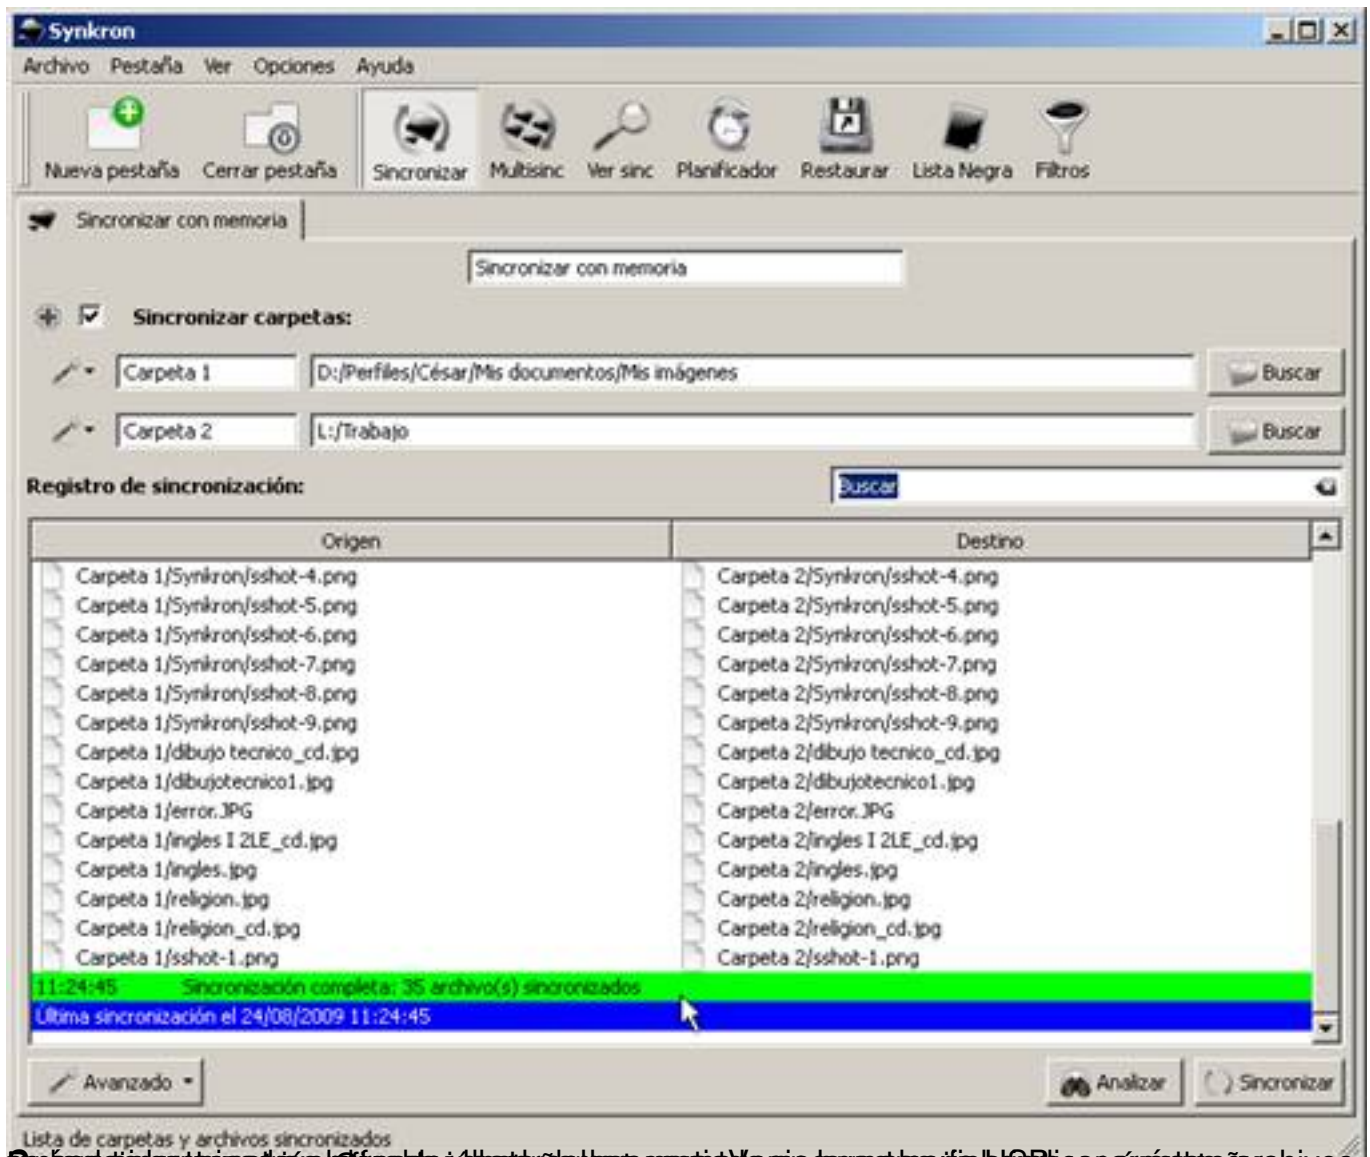 Synkron
Archivo Pestaña Ver Opciones Ayuda
Nueva pestaña Cerrar pestaña Sincronizar Multisinc Ver sinc Planificador Restaurar Lista Negra Filtros
Sincronizar con memoria
Sincronizar con memoria
Sincronizar carpetas:
Carpeta 1 D:/Perfiles/César/Mis documentos/Mis imágenes Buscar
Carpeta 2 L:/Trabajo Buscar
Registro de sincronización: Buscar
Origen Destino
Carpeta 1/Synkron/sshot-4.png Carpeta 2/Synkron/sshot-4.png
Carpeta 1/Synkron/sshot-5.png Carpeta 2/Synkron/sshot-5.png
Carpeta 1/Synkron/sshot-6.png Carpeta 2/Synkron/sshot-6.png
Carpeta 1/Synkron/sshot-7.png Carpeta 2/Synkron/sshot-7.png
Carpeta 1/Synkron/sshot-8.png Carpeta 2/Synkron/sshot-8.png
Carpeta 1/Synkron/sshot-9.png Carpeta 2/Synkron/sshot-9.png
Carpeta 1/dibujo tecnico_cd.jpg Carpeta 2/dibujo tecnico_cd.jpg
Carpeta 1/dibujotecnico1.jpg Carpeta 2/dibujotecnico1.jpg
Carpeta 1/error.JPG Carpeta 2/error.JPG
Carpeta 1/ingles I 2LE_cd.jpg Carpeta 2/ingles I 2LE_cd.jpg
Carpeta 1/ingles.jpg Carpeta 2/ingles.jpg
Carpeta 1/religion.jpg Carpeta 2/religion.jpg
Carpeta 1/religion_cd.jpg Carpeta 2/religion_cd.jpg
Carpeta 1/sshot-1.png Carpeta 2/sshot-1.png
11:24:45 Sincronización completa: 35 archivo(s) sincronizados
Última sincronización el 24/08/2009 11:24:45
Avanzado Analizar Sincronizar
Lista de carpetas y archivos sincronizados